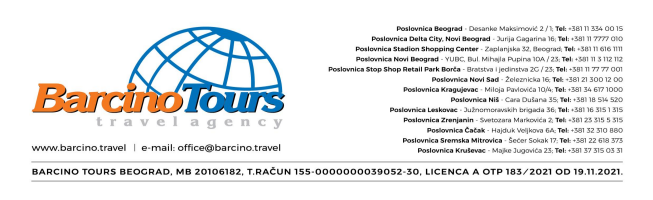 Barcino Tours
travel agency
www.barcino.travel | e-mail: office@barcino.travel
Poslovnica Beograd - Desanke Maksimović 2 / 1; Tel: +381 11 334 00 15
Poslovnica Delta City, Novi Beograd - Jurija Gagarina 16; Tel: +381 11 7777 010
Poslovnica Stadion Shopping Center - Zaplanjska 32, Beograd; Tel: +381 11 616 1111
Poslovnica Novi Beograd - YUBC, Bul. Mihajla Pupina 10A / 23; Tel: +381 11 3 112 112
Poslovnica Stop Shop Retail Park Borča - Bratstva i jedinstva 2G / 23; Tel: +381 11 77 77 001
Poslovnica Novi Sad - Železnička 16; Tel: +381 21 300 12 00
Poslovnica Kragujevac - Miloja Pavlovića 10/4; Tel: +381 34 677 1000
Poslovnica Niš - Cara Dušana 35; Tel: +381 18 514 520
Poslovnica Leskovac - Južnomoravskih brigada 36; Tel: +381 16 315 1 315
Poslovnica Zrenjanin - Svetozara Markovića 2; Tel: +381 23 315 5 315
Poslovnica Čačak - Hajduk Veljkova 6A; Tel: +381 32 310 880
Poslovnica Sremska Mitrovica - Šećer Sokak 17; Tel: +381 22 618 373
Poslovnica Kruševac - Majke Jugovića 23; Tel: +381 37 315 03 31
BARCINO TOURS BEOGRAD, MB 20106182, T.RAČUN 155-0000000039052-30, LICENCA A OTP 183/2021 OD 19.11.2021.